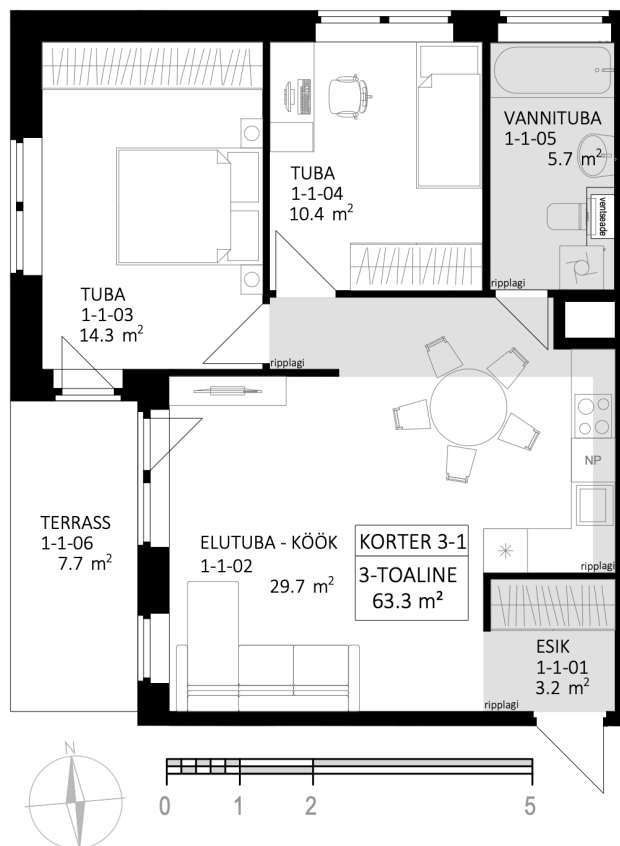 VANNITUBA
1-1-05
5.7 m²
ventseade
TUBA
1-1-04
10.4 m²
ripplagi
TUBA
1-1-03
14.3 m²
ripplagi
NP
TERRASS
1-1-06
7.7 m²
ELUTUBA - KÖÖK
1-1-02
29.7 m²
KORTER 3-1
3-TOALINE
63.3 m²
ripplagi
ESIK
1-1-01
3.2 m²
ripplagi
N
0 1 2 5